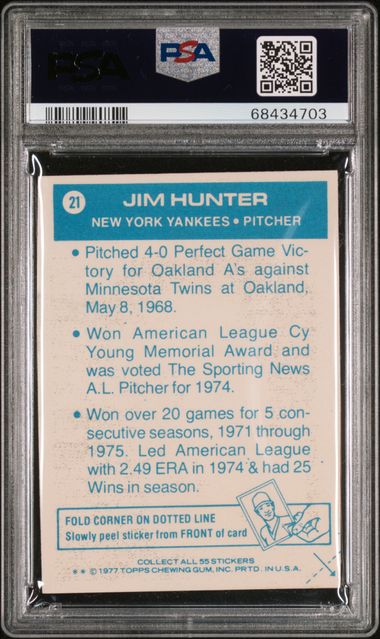 PSA
PSA
68434703
21
JIM HUNTER
NEW YORK YANKEES • PITCHER
• Pitched 4-0 Perfect Game Vic-
tory for Oakland A's against
Minnesota Twins at Oakland,
May 8, 1968.
• Won American League Cy
Young Memorial Award and
was voted The Sporting News
A.L. Pitcher for 1974.
• Won over 20 games for 5 con-
secutive seasons, 1971 through
1975. Led American League
with 2.49 ERA in 1974 & had 25
Wins in season.
FOLD CORNER ON DOTTED LINE
Slowly peel sticker from FRONT of card
COLLECT ALL 55 STICKERS
** © 1977 TOPPS CHEWING GUM, INC. PRTD. IN U.S.A.